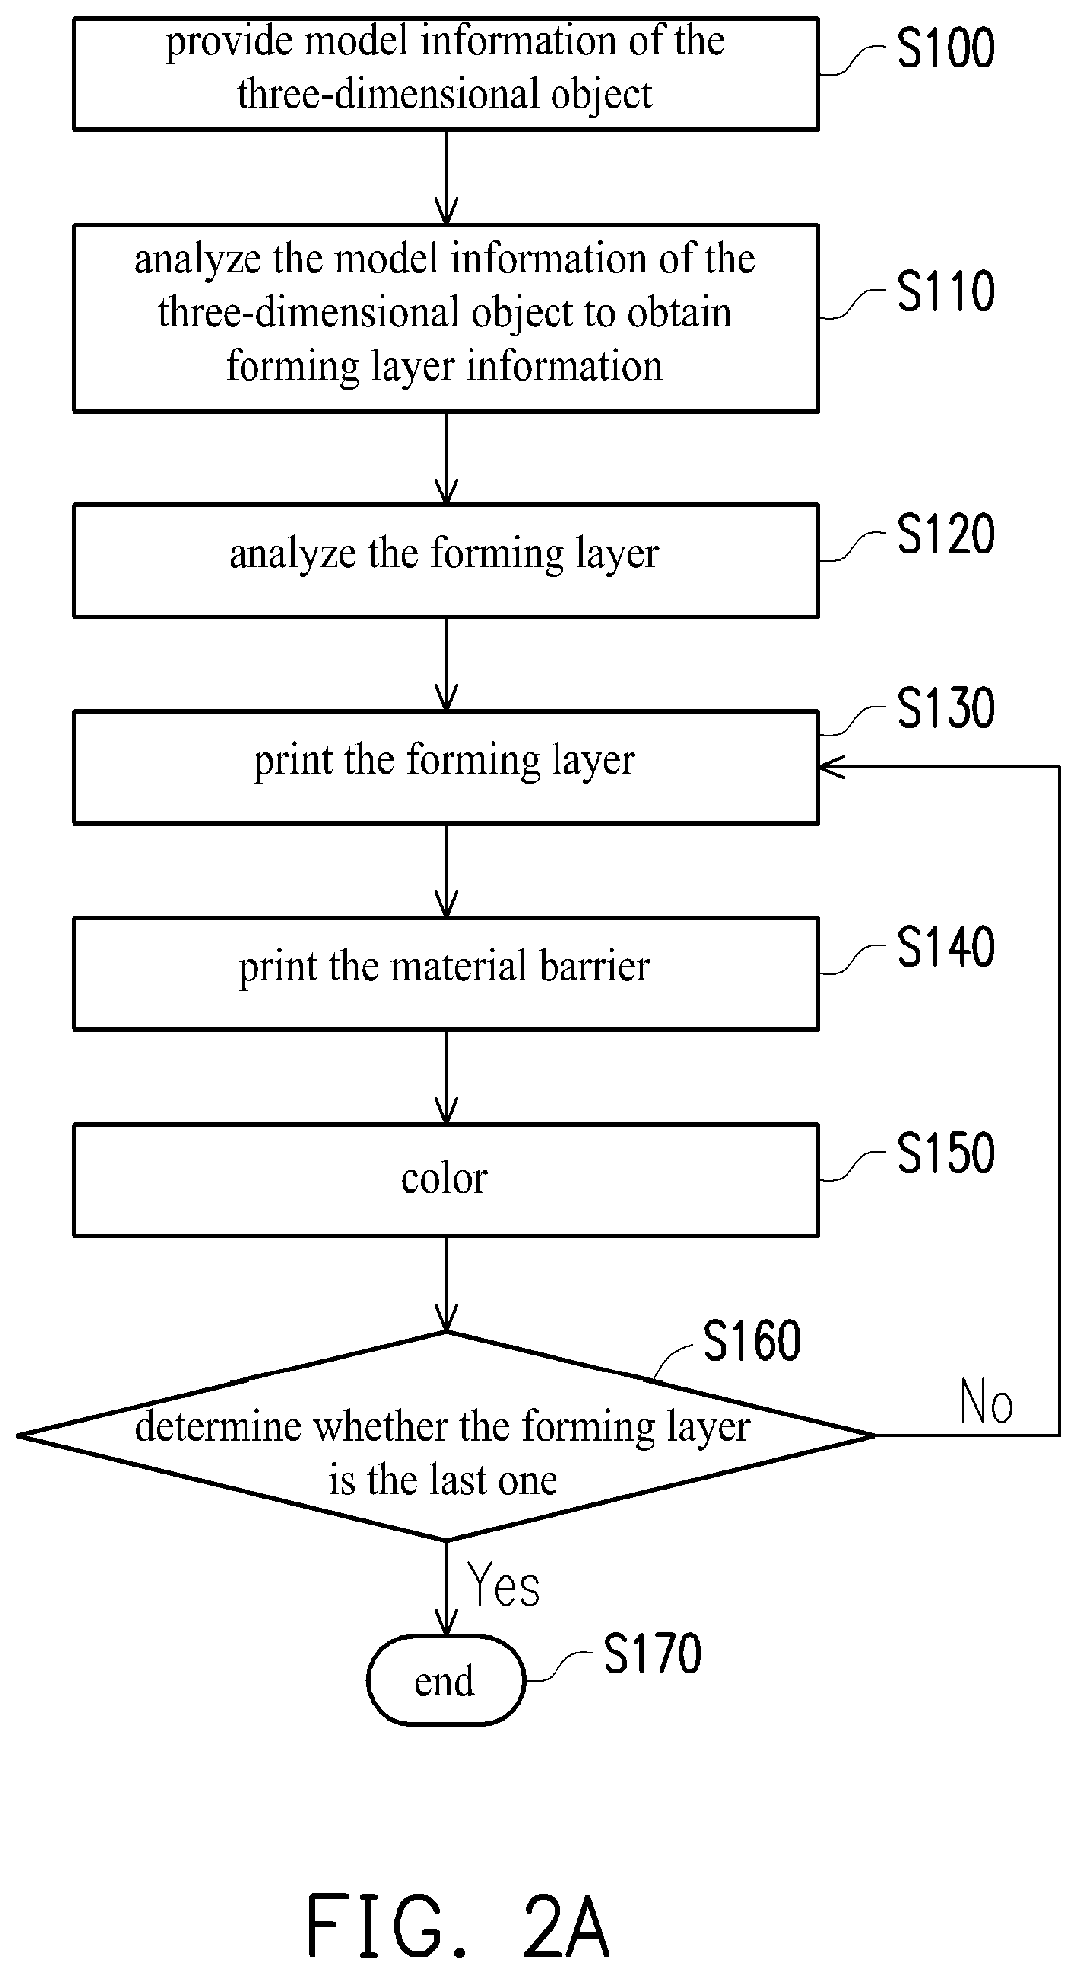 provide model information of the
three-dimensional object
S100
analyze the model information of the
three-dimensional object to obtain
forming layer information
S110
analyze the forming layer
S120
print the forming layer
S130
print the material barrier
S140
color
S150
determine whether the forming layer
is the last one
S160
No
Yes
end
S170
FIG. 2A